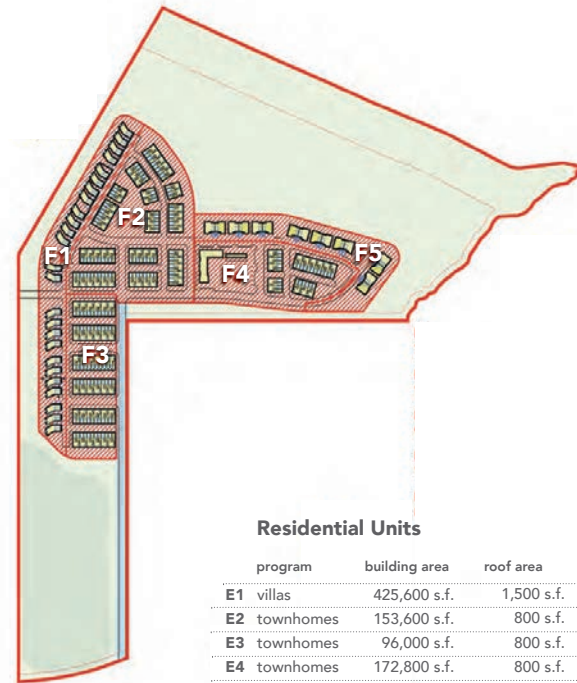 F2
F1
F5
F4
F3
Residential Units
program building area roof area
E1 villas 425,600 s.f. 1,500 s.f.
E2 townhomes 153,600 s.f. 800 s.f.
E3 townhomes 96,000 s.f. 800 s.f.
E4 townhomes 172,800 s.f. 800 s.f.